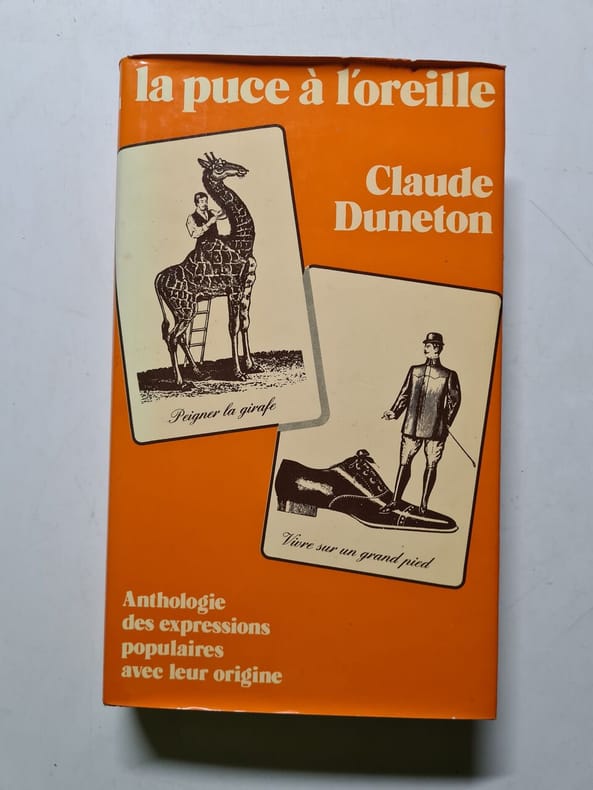 la puce à l'oreille
Claude
Duneton
Peigner la girafe
Vivre sur un grand pied
Anthologie
des expressions
populaires
avec leur origine